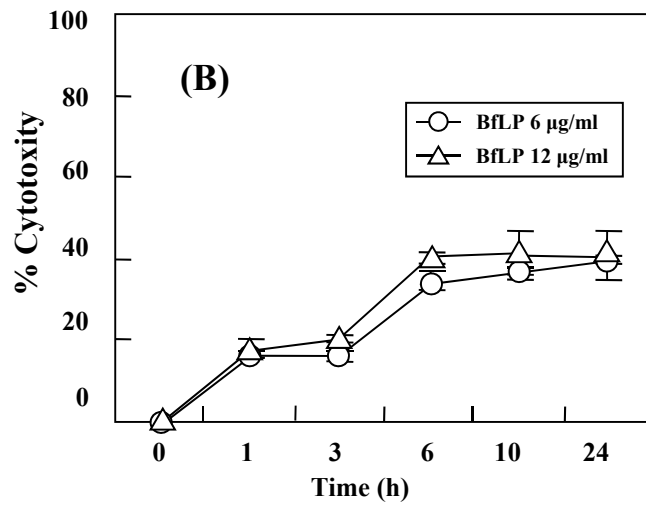 100
(B)
80
BfLP 6 μg/ml
BfLP 12 μg/ml
60
40
20
0
% Cytotoxity
0 1 3 6 10 24
Time (h)